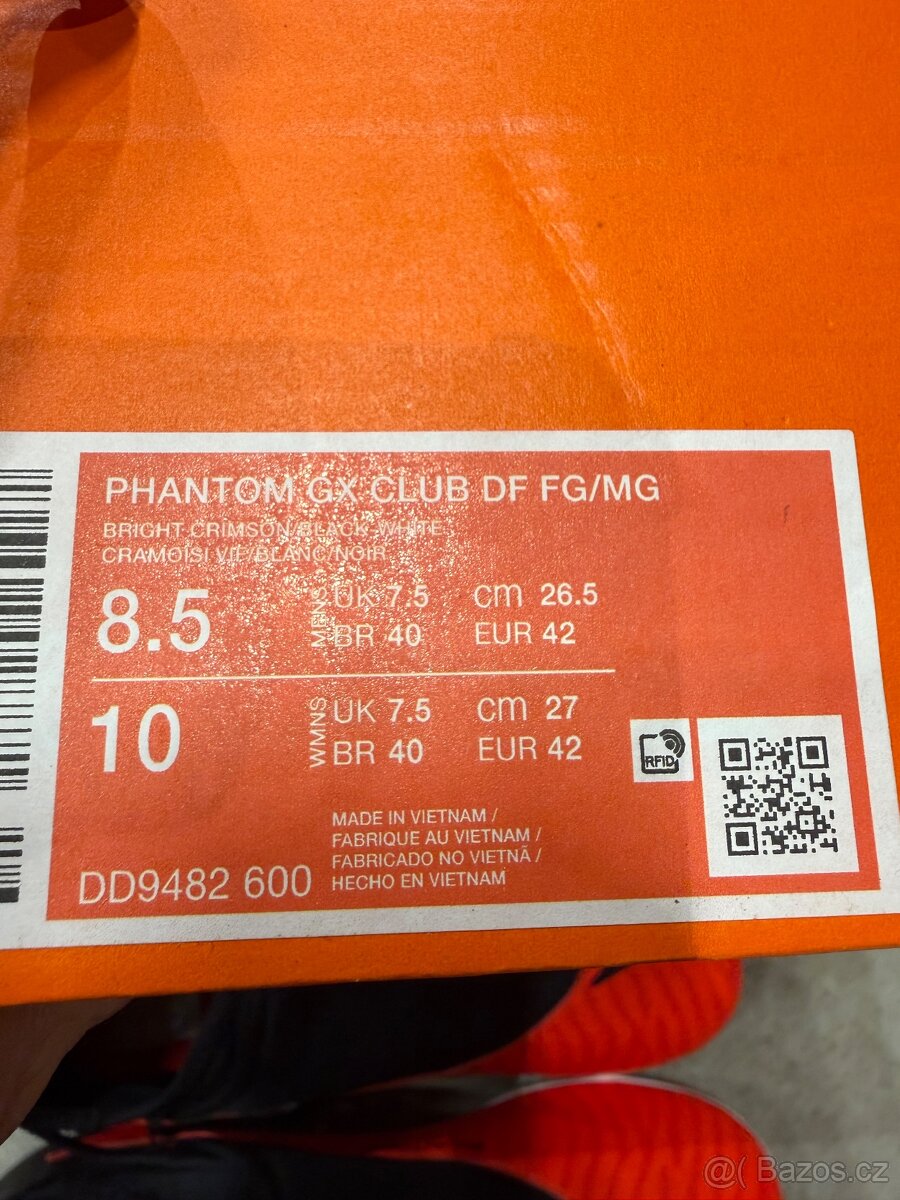 PHANTOM GX CLUB DF FG/MG
BRIGHT CRIMSON/BLACK-WHITE
CRAMOISI VIF/BLANC/NOIR
8.5 MENS UK 7.5 cm 26.5
BR 40 EUR 42
10 WMNS UK 7.5 cm 27
BR 40 EUR 42
RFID
MADE IN VIETNAM /
FABRIQUE AU VIETNAM /
FABRICADO NO VIETNÃ /
HECHO EN VIETNAM
DD9482 600
@( Bazos.cz